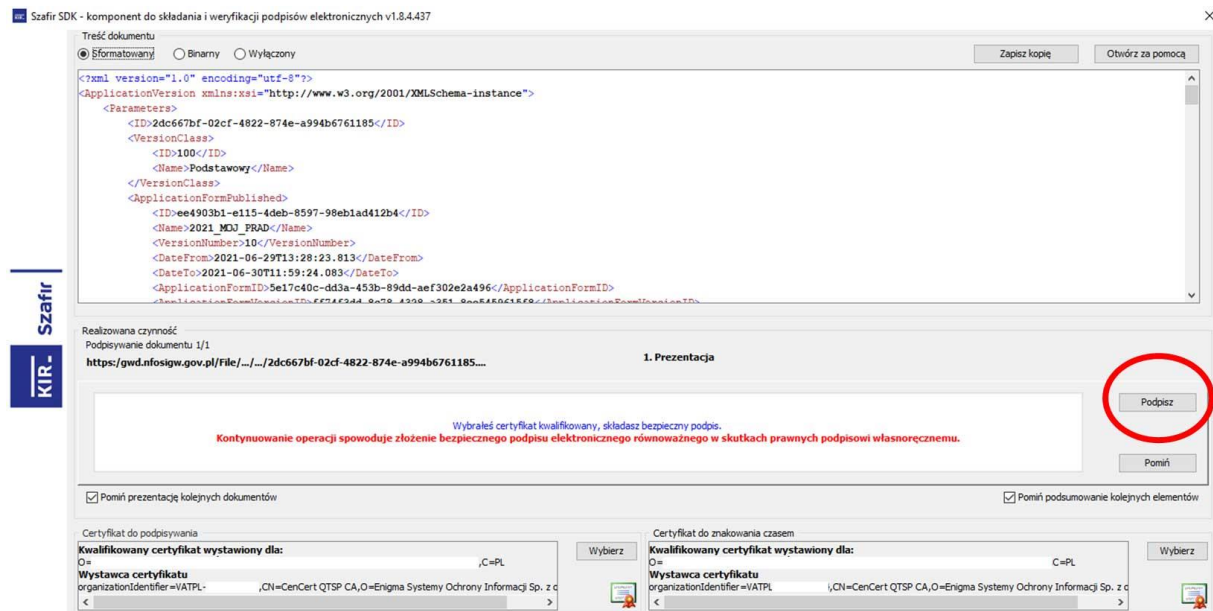 Szafir SDK - komponent do składania i weryfikacji podpisów elektronicznych v1.8.4.437
Treść dokumentu
Sformatowany Binarny Wyłączony Zapisz kopię Otwórz za pomocą
<?xml version="1.0" encoding="utf-8"?>
<ApplicationVersion xmlns:xsi="http://www.w3.org/2001/XMLSchema-instance">
<Parameters>
<ID>2dc667bf-02cf-4822-874e-a994b6761185</ID>
<VersionClass>
<ID>100</ID>
<Name>Podstawowy</Name>
</VersionClass>
<ApplicationFormPublished>
<ID>ee4903b1-e115-4deb-8597-98eb1ad412b4</ID>
<Name>2021_MOJ_PRAD</Name>
<VersionNumber>10</VersionNumber>
<DateFrom>2021-06-29T13:28:23.813</DateFrom>
<DateTo>2021-06-30T11:59:24.083</DateTo>
<ApplicationFormID>5e17c40c-dd3a-453b-89dd-aef302e2a496</ApplicationFormID>
KIR. Szafir
Realizowana czynność
Podpisywanie dokumentu 1/1
https:/gwd.nfosigw.gov.pl/File/.../.../2dc667bf-02cf-4822-874e-a994b6761185.... 1. Prezentacja
Podpisz
Wybrałeś certyfikat kwalifikowany, składasz bezpieczny podpis.
Kontynuowanie operacji spowoduje złożenie bezpiecznego podpisu elektronicznego równoważnego w skutkach prawnych podpisowi własnoręcznemu.
Pomiń
Pomiń prezentację kolejnych dokumentów Pomiń podsumowanie kolejnych elementów
Certyfikat do podpisywania
Kwalifikowany certyfikat wystawiony dla: Wybierz
O= ,C=PL
Wystawca certyfikatu
organizationIdentifier=VATPL- ,CN=CenCert QTSP CA,O=Enigma Systemy Ochrony Informacji Sp. z o
Certyfikat do znakowania czasem
Kwalifikowany certyfikat wystawiony dla: Wybierz
O= C=PL
Wystawca certyfikatu
organizationIdentifier=VATPL ,CN=CenCert QTSP CA,O=Enigma Systemy Ochrony Informacji Sp. z o